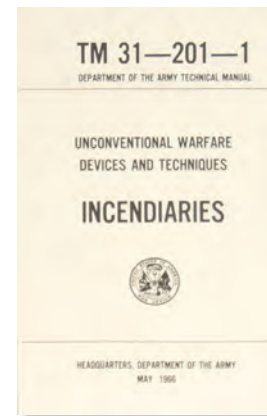 TM 31—201—1
DEPARTMENT OF THE ARMY TECHNICAL MANUAL
UNCONVENTIONAL WARFARE
DEVICES AND TECHNIQUES
INCENDIARIES
HEADQUARTERS, DEPARTMENT OF THE ARMY
MAY 1966